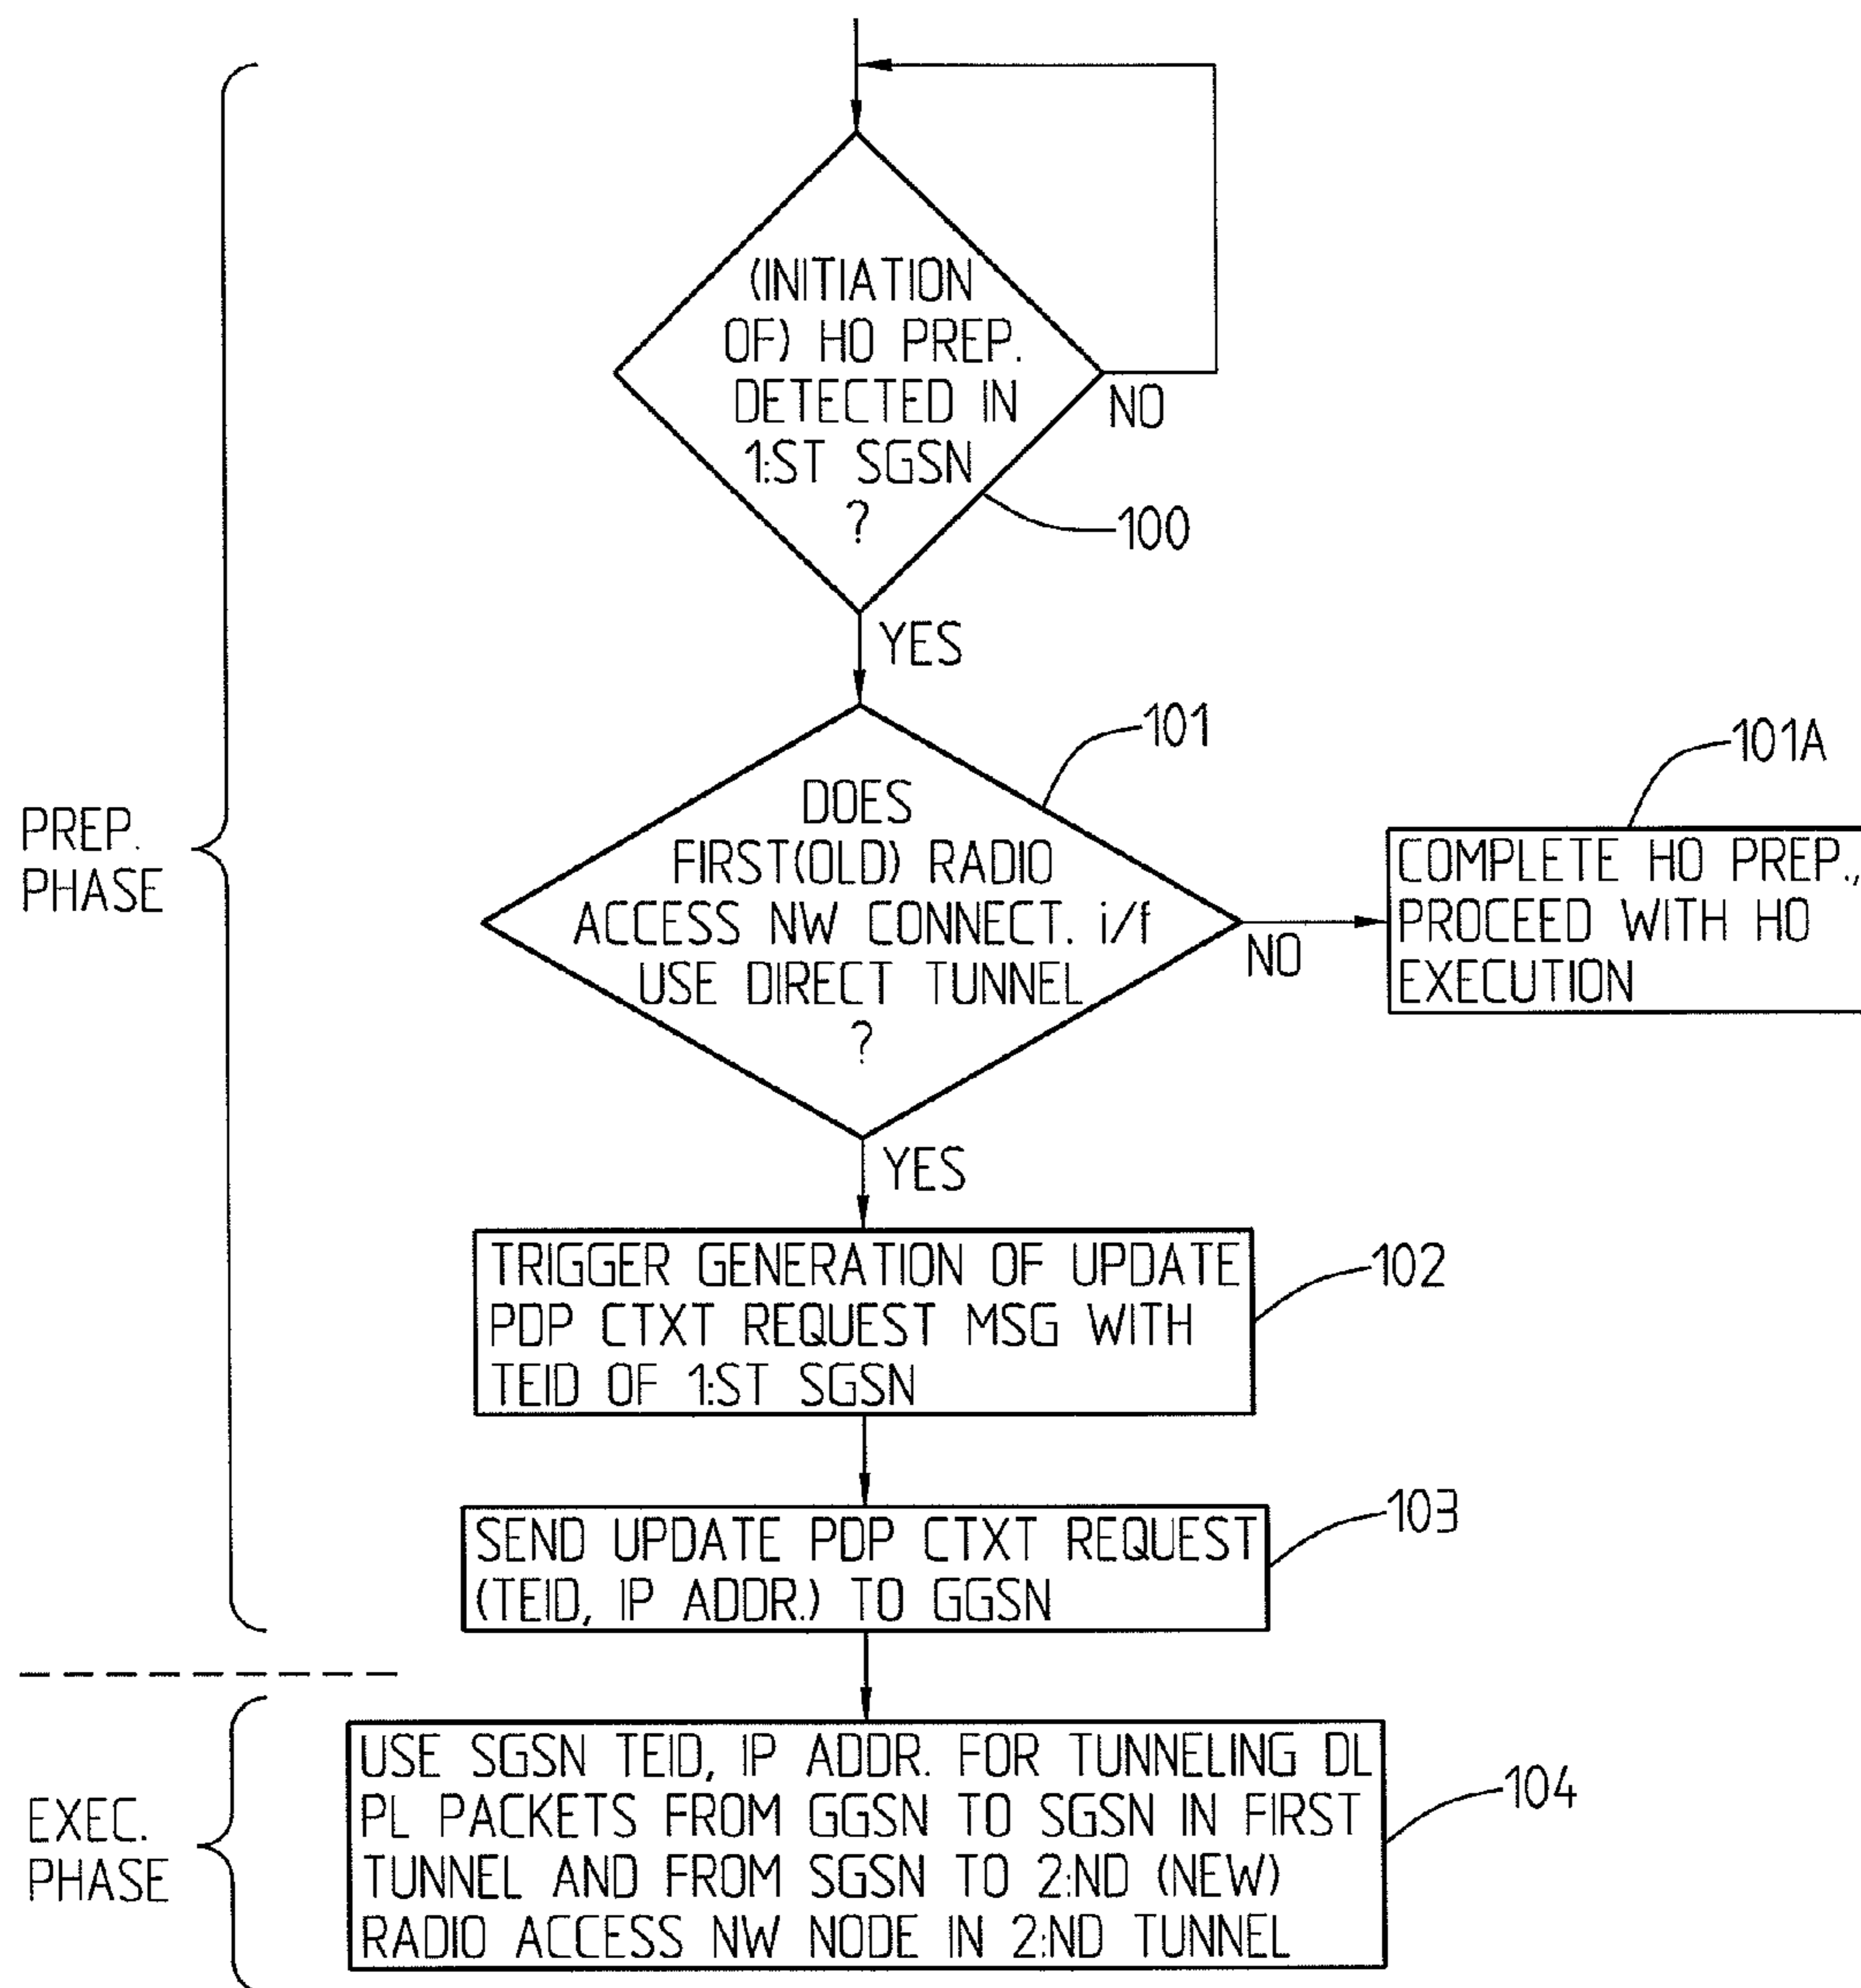 (INITIATION
OF) HO PREP.
DETECTED IN
1:ST SGSN
?
NO
100
YES
PREP.
PHASE
DOES
FIRST(OLD) RADIO
ACCESS NW CONNECT. i/f
USE DIRECT TUNNEL
?
101
NO
101A
COMPLETE HO PREP.,
PROCEED WITH HO
EXECUTION
YES
TRIGGER GENERATION OF UPDATE
PDP CTXT REQUEST MSG WITH
TEID OF 1:ST SGSN
102
SEND UPDATE PDP CTXT REQUEST
(TEID, IP ADDR.) TO GGSN
103
EXEC.
PHASE
USE SGSN TEID, IP ADDR. FOR TUNNELING DL
PL PACKETS FROM GGSN TO SGSN IN FIRST
TUNNEL AND FROM SGSN TO 2:ND (NEW)
RADIO ACCESS NW NODE IN 2:ND TUNNEL
104